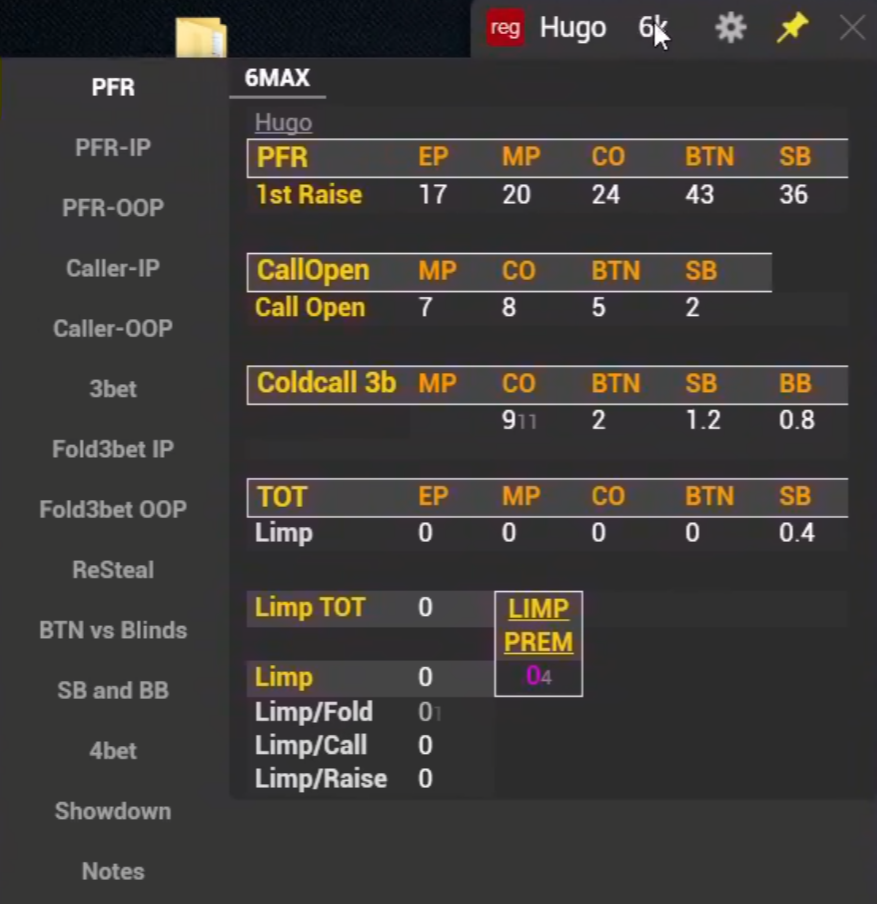 reg Hugo 6k
PFR
PFR-IP
PFR-OOP
Caller-IP
Caller-OOP
3bet
Fold3bet IP
Fold3bet OOP
ReSteal
BTN vs Blinds
SB and BB
4bet
Showdown
Notes
6MAX
Hugo
PFR EP MP CO BTN SB
1st Raise 17 20 24 43 36
CallOpen MP CO BTN SB
Call Open 7 8 5 2
Coldcall 3b MP CO BTN SB BB
9 11 2 1.2 0.8
TOT EP MP CO BTN SB
Limp 0 0 0 0 0.4
Limp TOT 0
LIMP
PREM
0 4
Limp 0
Limp/Fold 0 1
Limp/Call 0
Limp/Raise 0